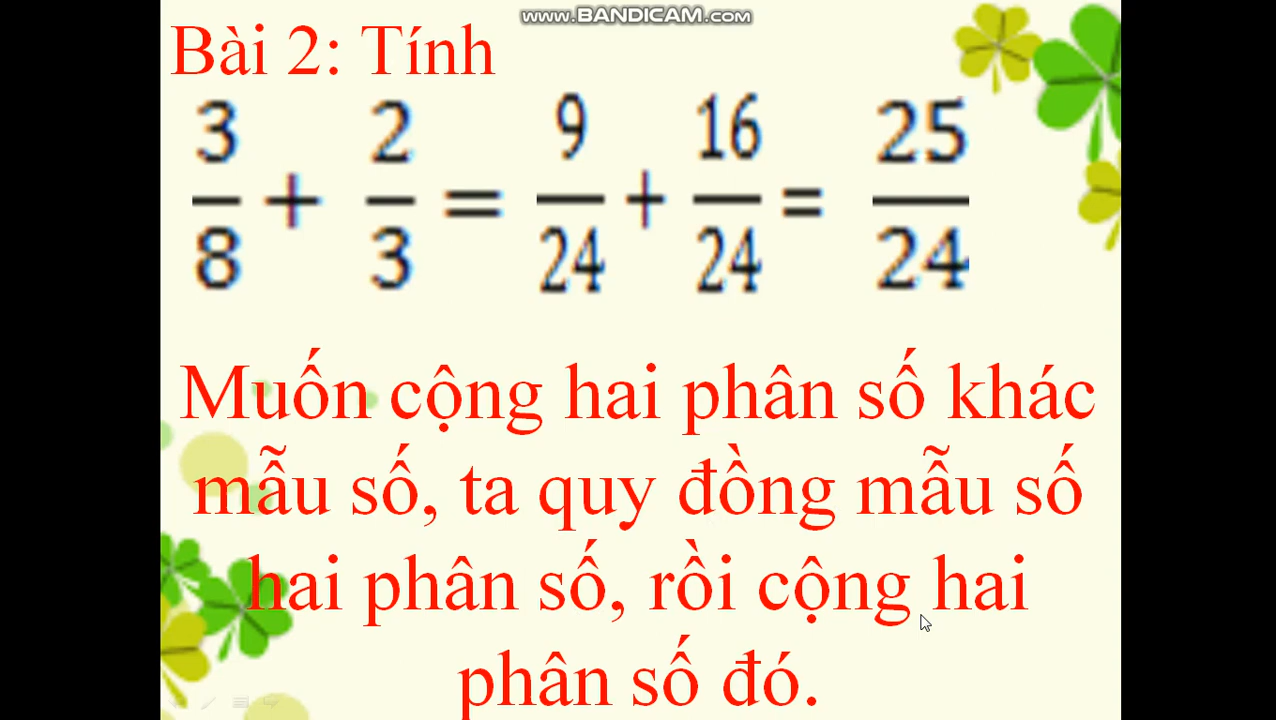 www.BANDICAM.com
Bài 2: Tính
3/8 + 2/3 = 9/24 + 16/24 = 25/24
Muốn cộng hai phân số khác
mẫu số, ta quy đồng mẫu số
hai phân số, rồi cộng hai
phân số đó.